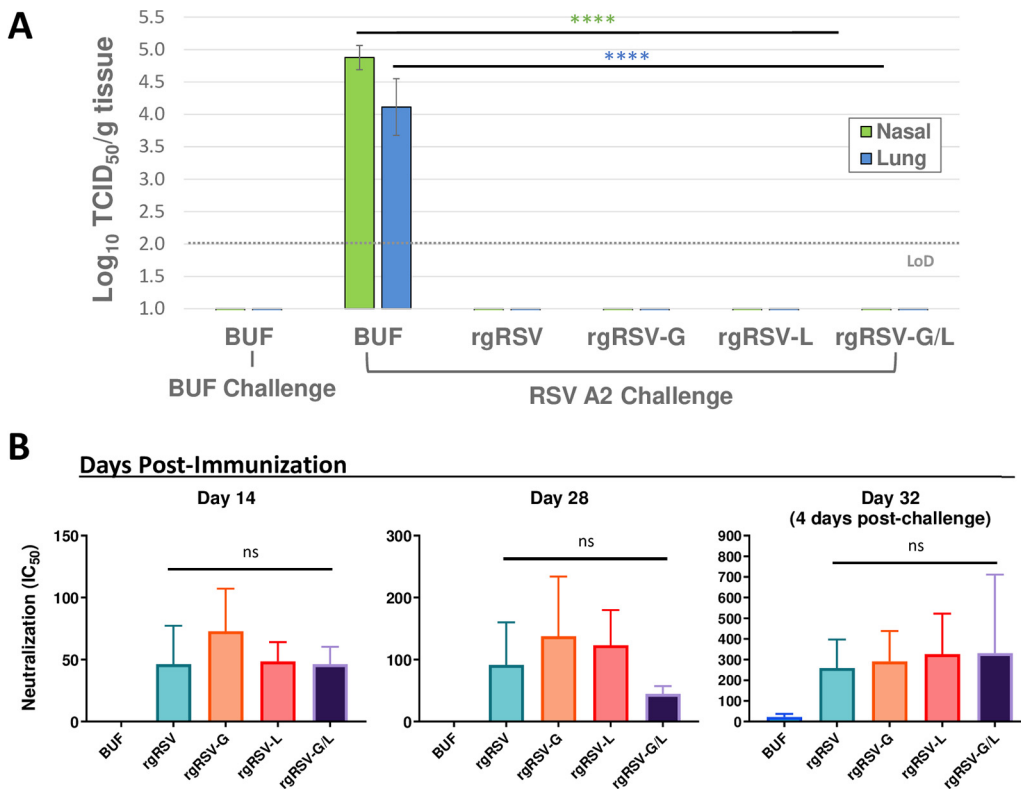 A
Log10 TCID50/g tissue
5.5
5.0
4.5
4.0
3.5
3.0
2.5
2.0
1.5
1.0
****
****
Nasal
Lung
LoD
BUF BUF rgRSV rgRSV-G rgRSV-L rgRSV-G/L
BUF Challenge RSV A2 Challenge
B
Days Post-Immunization
Day 14
Neutralization (IC50)
150
100
50
0
ns
BUF rgRSV rgRSV-G rgRSV-L rgRSV-G/L
Day 28
300
200
100
0
ns
BUF rgRSV rgRSV-G rgRSV-L rgRSV-G/L
Day 32
(4 days post-challenge)
900
800
700
600
500
400
300
200
100
0
ns
BUF rgRSV rgRSV-G rgRSV-L rgRSV-G/L